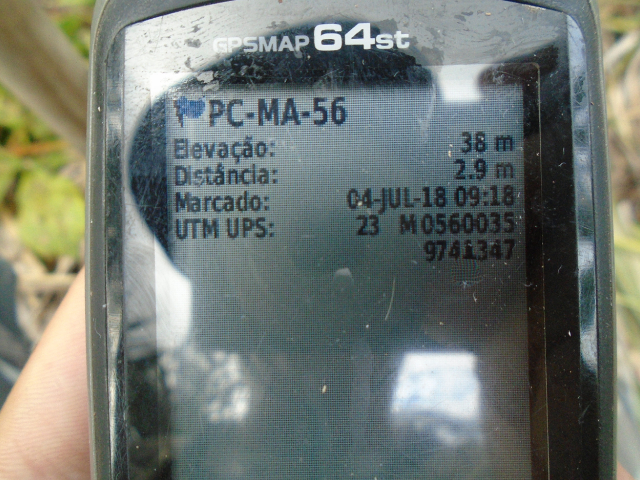 GPSMAP 64st
PC-MA-56
Elevação: 38 m
Distância: 2.9 m
Marcado: 04-JUL-18 09:18
UTM UPS: 23 M 0560035
9741347